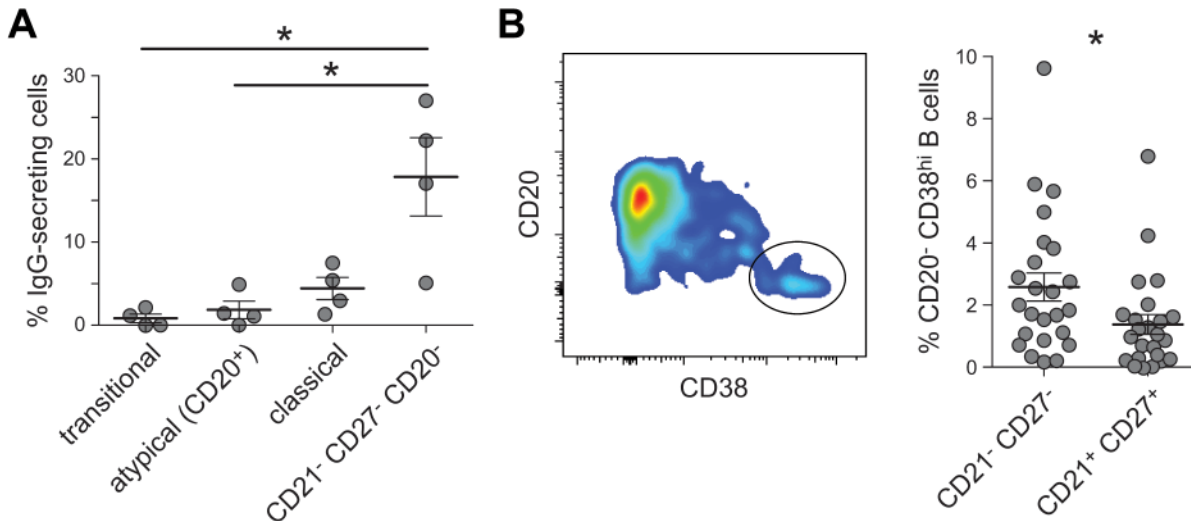 A
*
*
% IgG-secreting cells
30
20
10
0
transitional
atypical (CD20⁺)
classical
CD21⁻ CD27⁻ CD20⁻
B
CD20
CD38
*
% CD20⁻ CD38ʰⁱ B cells
10
8
6
4
2
0
CD21⁻ CD27⁻
CD21⁺ CD27⁺